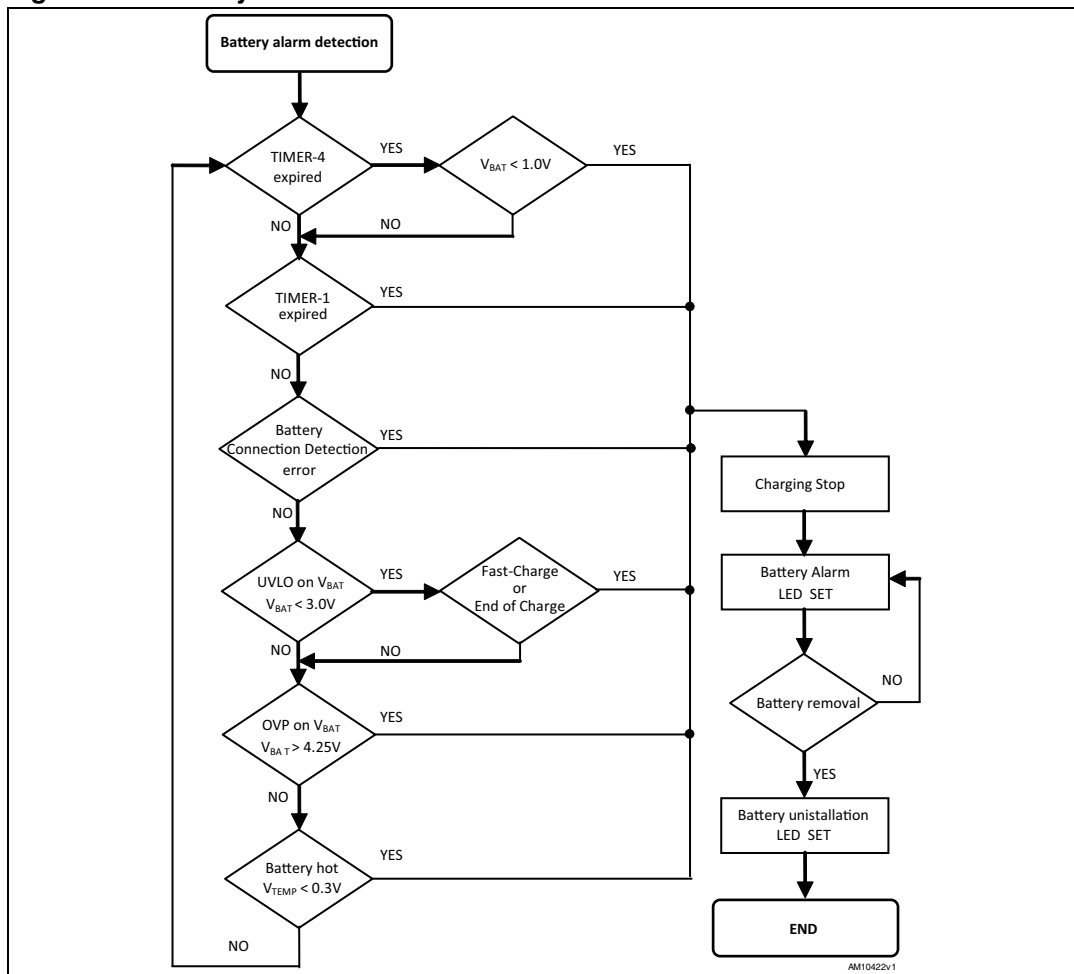 Battery alarm detection
TIMER-4
expired
YES
V_BAT < 1.0V
YES
NO
NO
TIMER-1
expired
YES
NO
Battery
Connection Detection
error
YES
NO
UVLO on V_BAT
V_BAT < 3.0V
YES
Fast-Charge
or
End of Charge
YES
NO
NO
OVP on V_BAT
V_BA T > 4.25V
YES
NO
Battery hot
V_TEMP < 0.3V
YES
NO
Charging Stop
Battery Alarm
LED SET
Battery removal
NO
YES
Battery unistallation
LED SET
END
AM10422v1